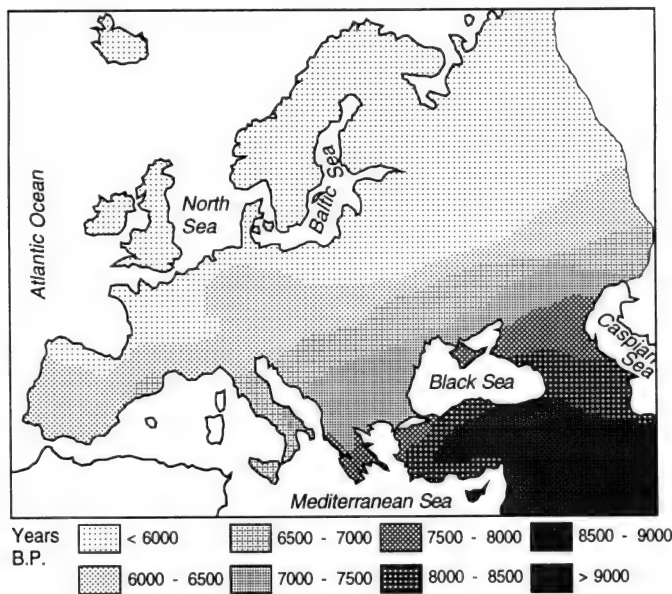 Atlantic Ocean
North
Sea
Baltic Sea
Caspian
Sea
Black Sea
Mediterranean Sea
Years
B.P.
< 6000
6500 - 7000
7500 - 8000
8500 - 9000
6000 - 6500
7000 - 7500
8000 - 8500
> 9000